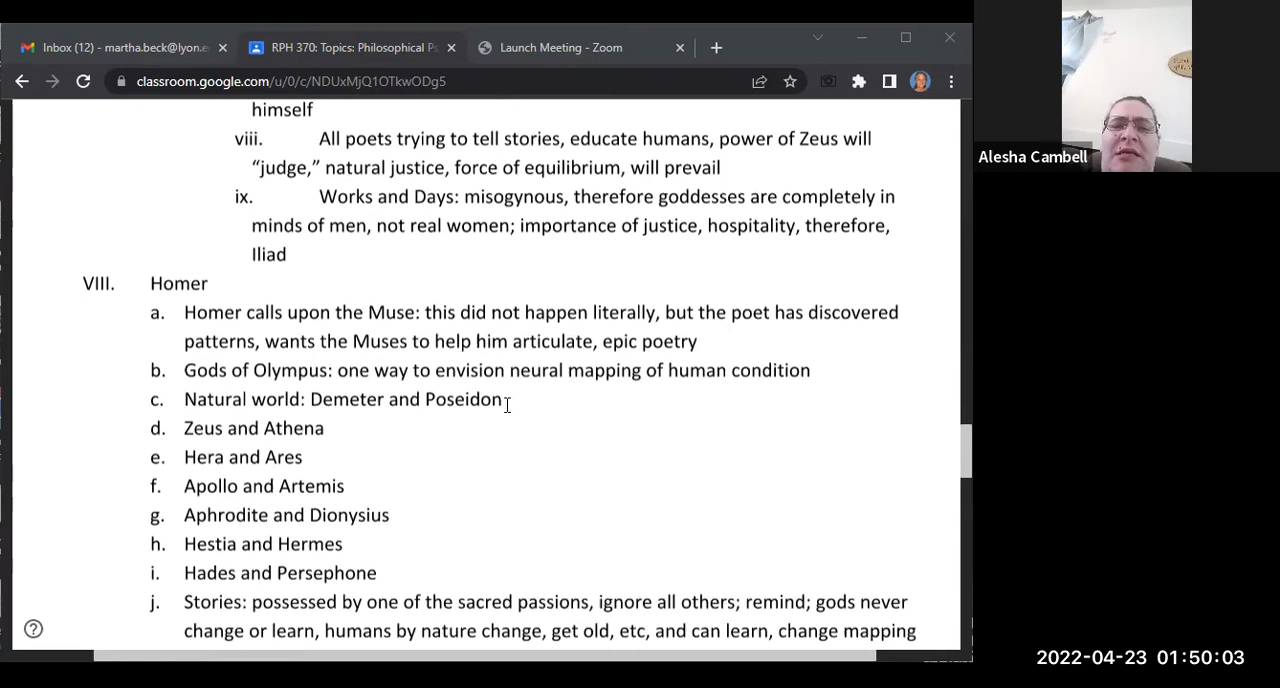 Inbox (12) - martha.beck@lyon.e
RPH 370: Topics: Philosophical Ps
Launch Meeting - Zoom
classroom.google.com/u/0/c/NDUxMjQ1OTkwODg5
Alesha Cambell
himself
viii. All poets trying to tell stories, educate humans, power of Zeus will
“judge,” natural justice, force of equilibrium, will prevail
ix. Works and Days: misogynous, therefore goddesses are completely in
minds of men, not real women; importance of justice, hospitality, therefore,
Iliad
VIII. Homer
a. Homer calls upon the Muse: this did not happen literally, but the poet has discovered
patterns, wants the Muses to help him articulate, epic poetry
b. Gods of Olympus: one way to envision neural mapping of human condition
c. Natural world: Demeter and Poseidon
d. Zeus and Athena
e. Hera and Ares
f. Apollo and Artemis
g. Aphrodite and Dionysius
h. Hestia and Hermes
i. Hades and Persephone
j. Stories: possessed by one of the sacred passions, ignore all others; remind; gods never
change or learn, humans by nature change, get old, etc, and can learn, change mapping
2022-04-23 01:50:03